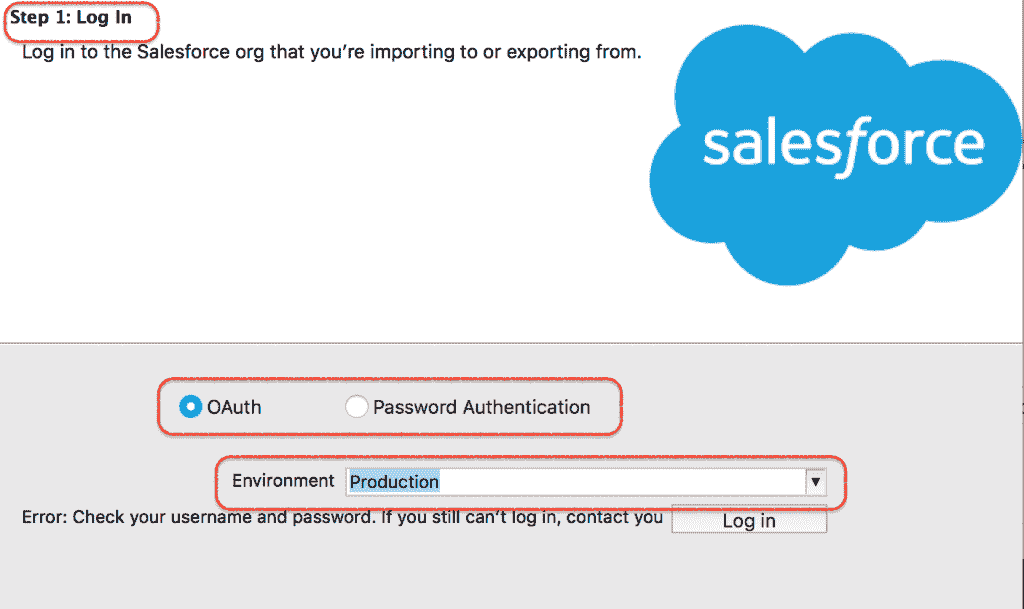 Step 1: Log In
Log in to the Salesforce org that you’re importing to or exporting from.
salesforce
OAuth Password Authentication
Environment Production
Error: Check your username and password. If you still can’t log in, contact you Log in